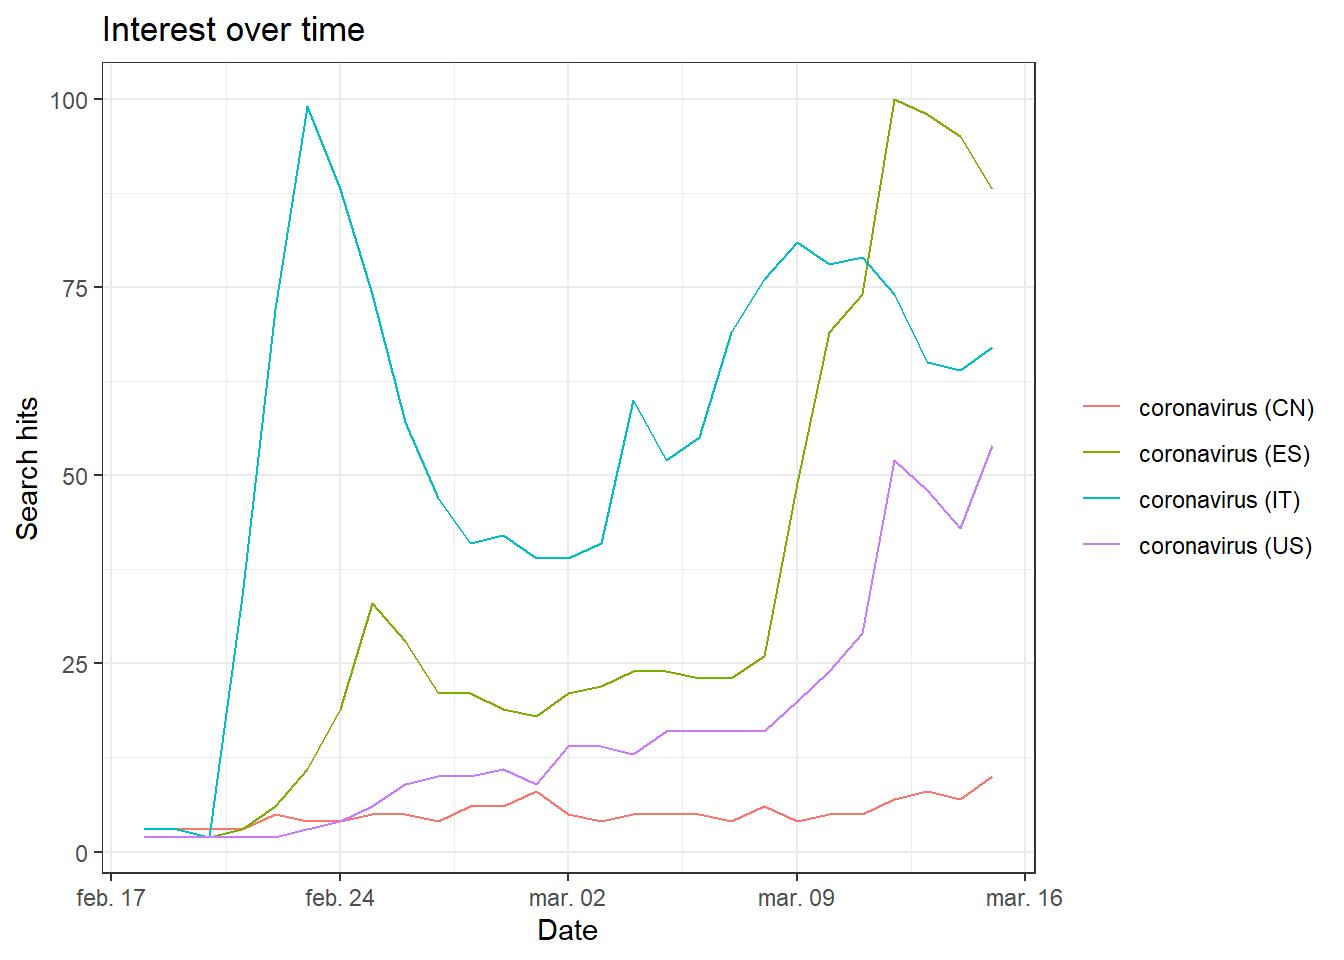 Interest over time
Search hits
100
75
50
25
0
feb. 17
feb. 24
mar. 02
mar. 09
mar. 16
Date
coronavirus (CN)
coronavirus (ES)
coronavirus (IT)
coronavirus (US)